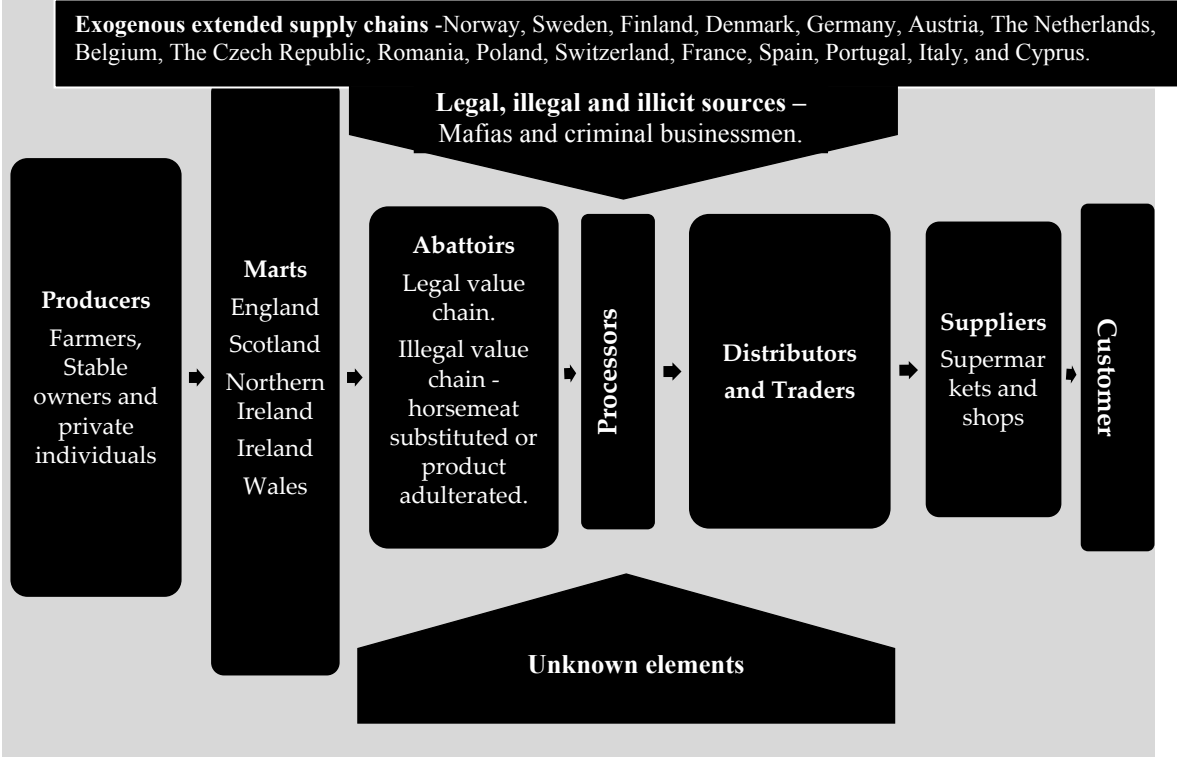 Exogenous extended supply chains -Norway, Sweden, Finland, Denmark, Germany, Austria, The Netherlands,
Belgium, The Czech Republic, Romania, Poland, Switzerland, France, Spain, Portugal, Italy, and Cyprus.
Legal, illegal and illicit sources –
Mafias and criminal businessmen.
Producers
Farmers,
Stable
owners and
private
individuals
Marts
England
Scotland
Northern
Ireland
Ireland
Wales
Abattoirs
Legal value
chain.
Illegal value
chain -
horsemeat
substituted or
product
adulterated.
Processors
Distributors
and Traders
Suppliers
Supermar
kets and
shops
Customer
Unknown elements